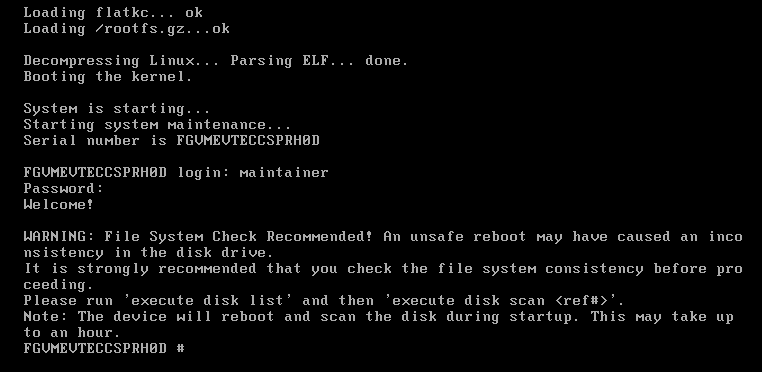 Loading flatkc... ok
Loading /rootfs.gz...ok
Decompressing Linux... Parsing ELF... done.
Booting the kernel.
System is starting...
Starting system maintenance...
Serial number is FGVMEVTECCSPRH0D
FGVMEVTECCSPRH0D login: maintainer
Password:
Welcome!
WARNING: File System Check Recommended! An unsafe reboot may have caused an inco
nsistency in the disk drive.
It is strongly recommended that you check the file system consistency before pro
ceeding.
Please run 'execute disk list' and then 'execute disk scan <ref#>'.
Note: The device will reboot and scan the disk during startup. This may take up
to an hour.
FGVMEVTECCSPRH0D #